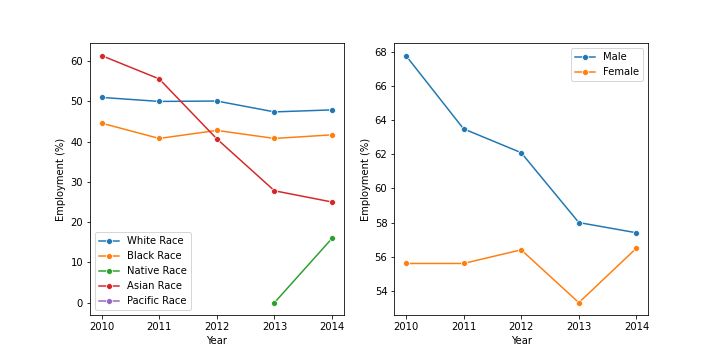 60
50
40
30
20
10
0
Employment (%)
White Race
Black Race
Native Race
Asian Race
Pacific Race
2010 2011 2012 2013 2014
Year
68
66
64
62
60
58
56
54
Employment (%)
Male
Female
2010 2011 2012 2013 2014
Year